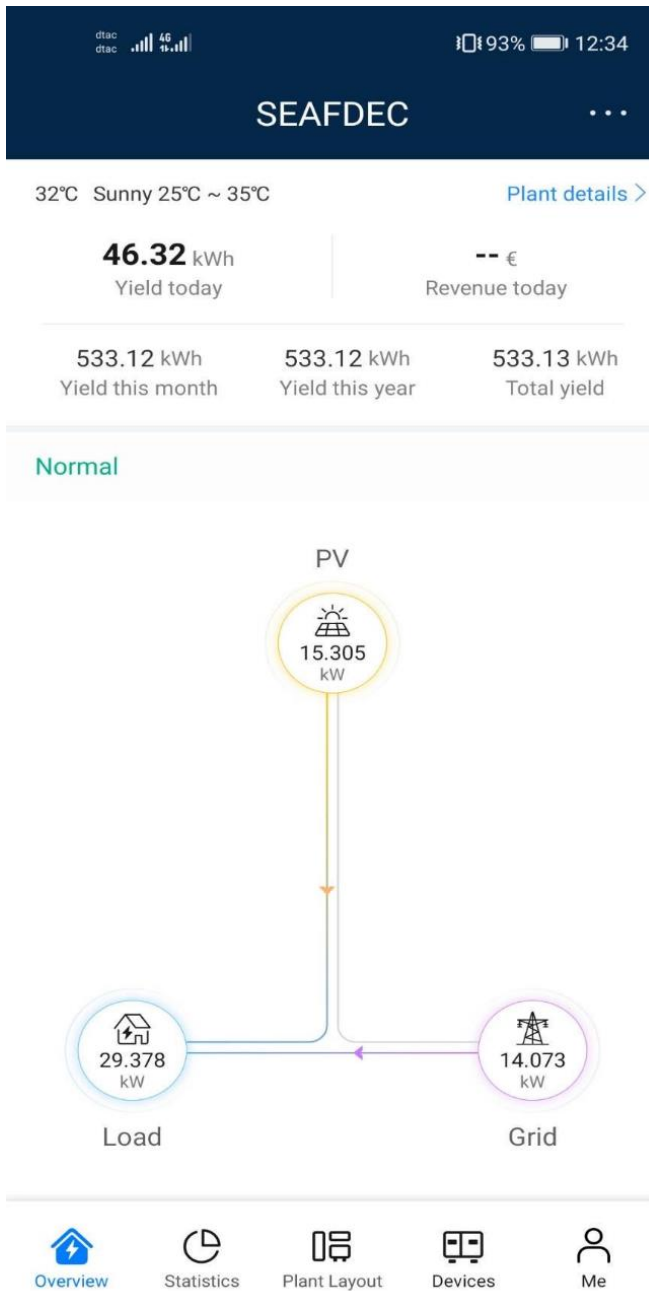 dtac
dtac 4G 93% 12:34
SEAFDEC
32℃ Sunny 25℃ ~ 35℃ Plant details >
46.32 kWh -- €
Yield today Revenue today
533.12 kWh 533.12 kWh 533.13 kWh
Yield this month Yield this year Total yield
Normal
PV
15.305
kW
29.378 14.073
kW kW
Load Grid
Overview Statistics Plant Layout Devices Me